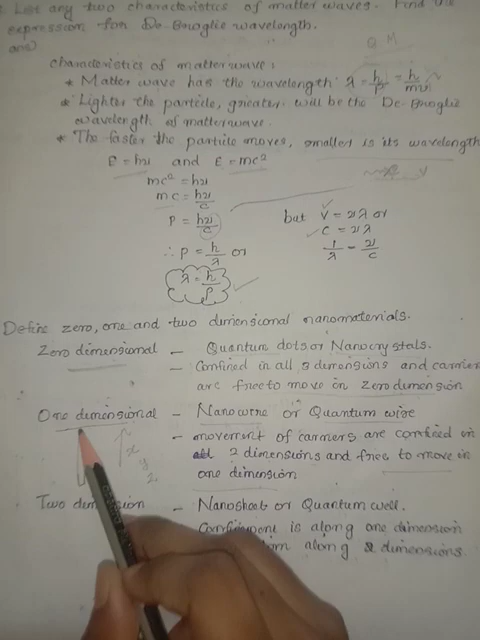 List any two characteristics of matter waves. Find the
expression for De-Broglie wavelength.
ans
Q M
characteristics of matter wave:
* Matter wave has the wavelength λ = h/p = h/mv
* Lighter the particle, greater will be the De-Broglie
wavelength of matterwave.
* The faster the particle moves, smaller is its wavelength
E = hν and E = mc²
mc² = hν
mc = hν/c
P = hν/c
but V = νλ or
C = νλ
1/λ = ν/c
∴ p = h/λ or
λ = h/p
Define zero, one and two dimensional nanomaterials.
Zero dimensional - Quantum dots or Nanocrystals.
- confined in all 3 dimensions and carrier
are free to move in zero dimension
One dimensional - Nanowire or Quantum wire
- movement of carriers are confied in
all 2 dimensions and free to move in
one dimension
x
y
z
Two dimension - Nanosheet or Quantum well.
Confinement is along one dimension
along 2 dimensions.